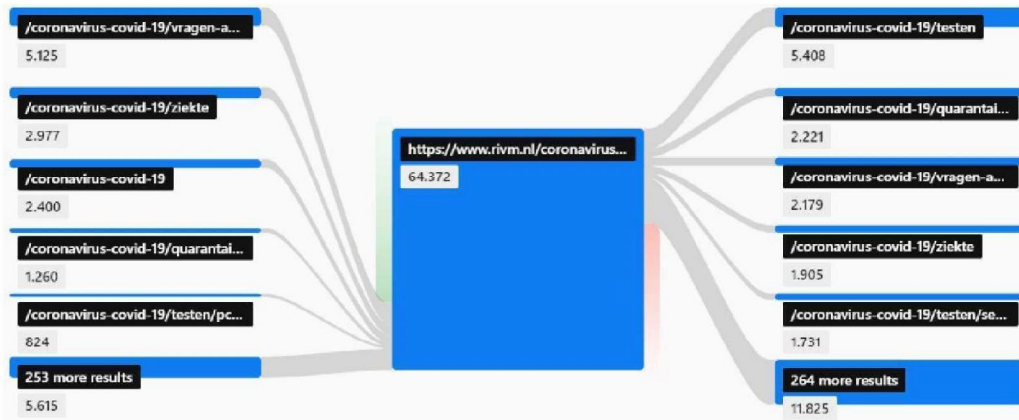 /coronavirus-covid-19/vragen-a...
5.125
/coronavirus-covid-19/ziekte
2.977
/coronavirus-covid-19
2.400
/coronavirus-covid-19/quarantai...
1.260
/coronavirus-covid-19/testen/pc...
824
253 more results
5.615
https://www.rivm.nl/coronavirus...
64.372
/coronavirus-covid-19/testen
5.408
/coronavirus-covid-19/quarantai...
2.221
/coronavirus-covid-19/vragen-a...
2.179
/coronavirus-covid-19/ziekte
1.905
/coronavirus-covid-19/testen/se...
1.731
264 more results
11.825